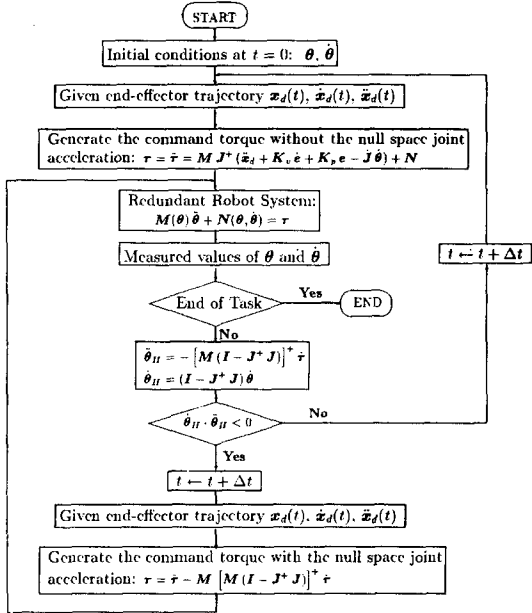 START
Initial conditions at t = 0: θ, θ̇
Given end-effector trajectory x_d(t), ẋ_d(t), ẍ_d(t)
Generate the command torque without the null space joint
acceleration: τ = τ̃ = M J⁺ (ẍ_d + K_v ė + K_p e − J̇ θ̇) + N
Redundant Robot System:
M(θ) θ̈ + N(θ, θ̇) = τ
Measured values of θ and θ̇
t ← t + Δt
End of Task
Yes
END
No
θ̈_H = − [M (I − J⁺ J)]⁺ τ̃
θ̇_H = (I − J⁺ J) θ̇
θ̇_H · θ̈_H < 0
No
Yes
t ← t + Δt
Given end-effector trajectory x_d(t), ẋ_d(t), ẍ_d(t)
Generate the command torque with the null space joint
acceleration: τ = τ̃ − M [M (I − J⁺ J)]⁺ τ̃